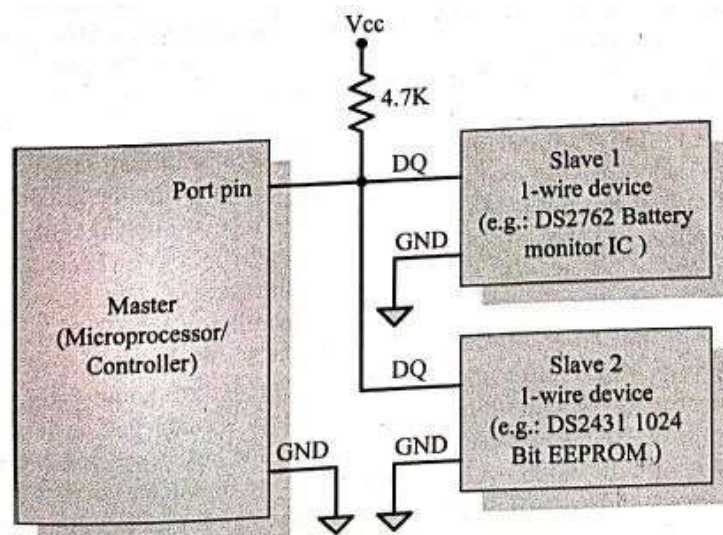 Vcc
4.7K
Port pin
DQ
Slave 1
1-wire device
(e.g.: DS2762 Battery
monitor IC )
GND
Master
(Microprocessor/
Controller)
GND
DQ
Slave 2
1-wire device
(e.g.: DS2431 1024
Bit EEPROM )
GND